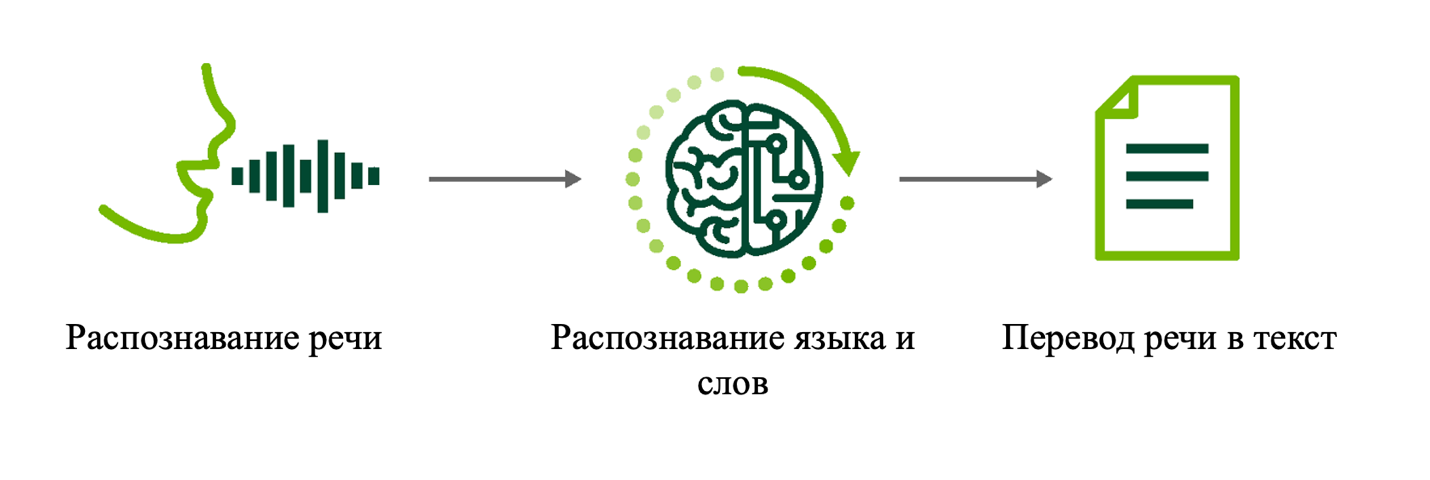 Распознавание речи
Распознавание языка и
слов
Перевод речи в текст